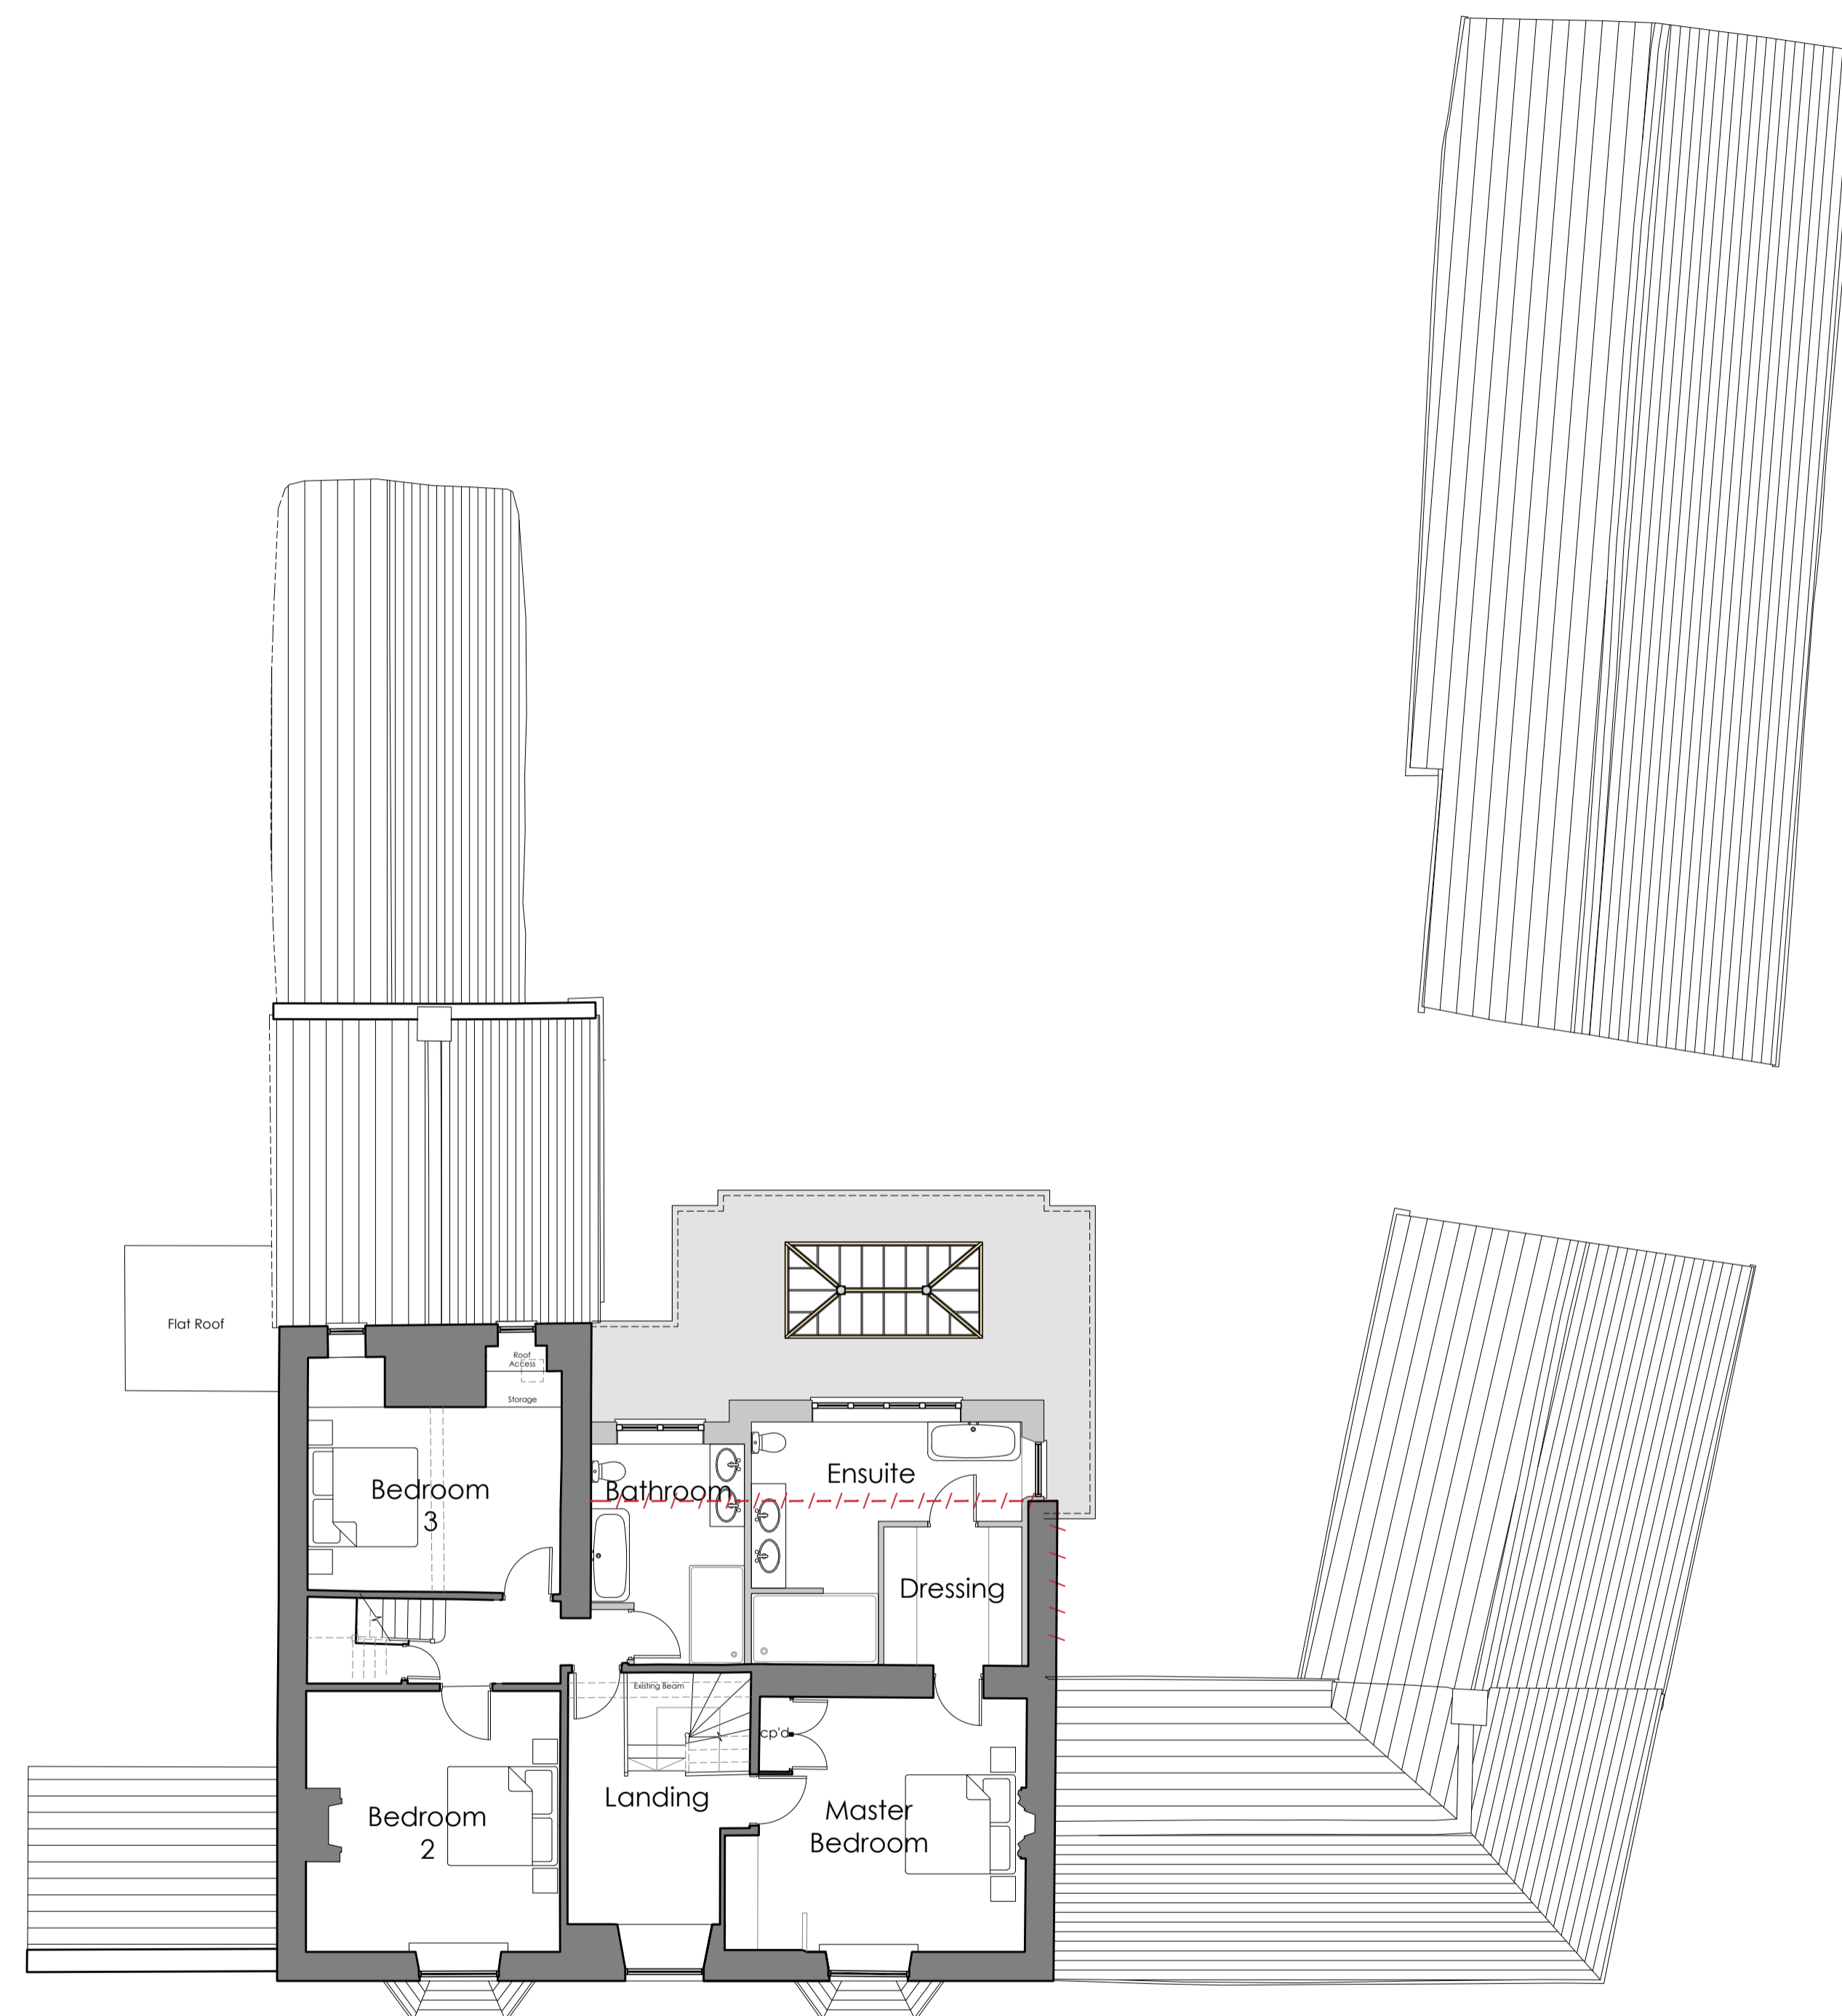 Flat Roof
Roof
Access
Storage
Bedroom
3
Bathroom
Ensuite
Dressing
Existing Beam
cp'd
Landing
Bedroom
2
Master
Bedroom